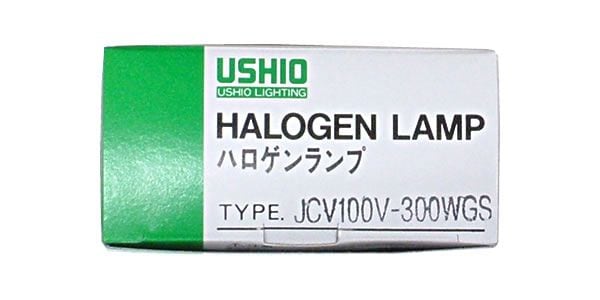 USHIO
USHIO LIGHTING
HALOGEN LAMP
ハロゲンランプ
TYPE. JCV100V-300WGS